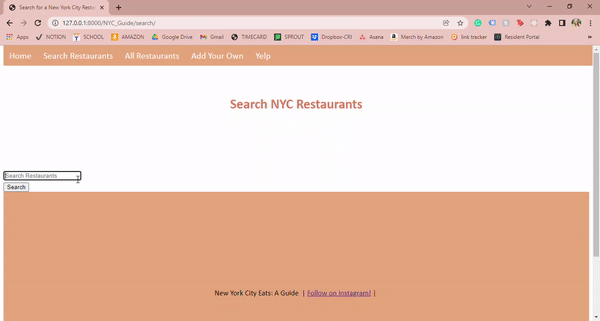 Search for a New York City Resta
127.0.0.1:8000/NYC_Guide/search/
Apps NOTION SCHOOL AMAZON Google Drive Gmail TIMECARD SPROUT Dropbox-CRI Asana Merch by Amazon link tracker Resident Portal
Home Search Restaurants All Restaurants Add Your Own Yelp
Search NYC Restaurants
Search Restaurants
Search
New York City Eats: A Guide | Follow on Instagram! |